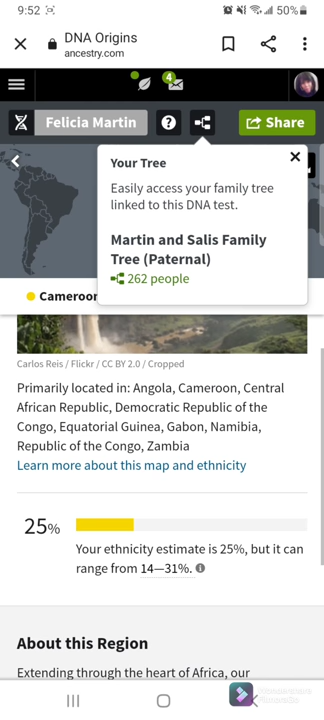 9:52
50%
DNA Origins
ancestry.com
4
Felicia Martin
?
Share
Your Tree
Easily access your family tree
linked to this DNA test.
Martin and Salis Family
Tree (Paternal)
262 people
Cameroon
Carlos Reis / Flickr / CC BY 2.0 / Cropped
Primarily located in: Angola, Cameroon, Central
African Republic, Democratic Republic of the
Congo, Equatorial Guinea, Gabon, Namibia,
Republic of the Congo, Zambia
Learn more about this map and ethnicity
25%
Your ethnicity estimate is 25%, but it can
range from 14—31%.
About this Region
Extending through the heart of Africa, our